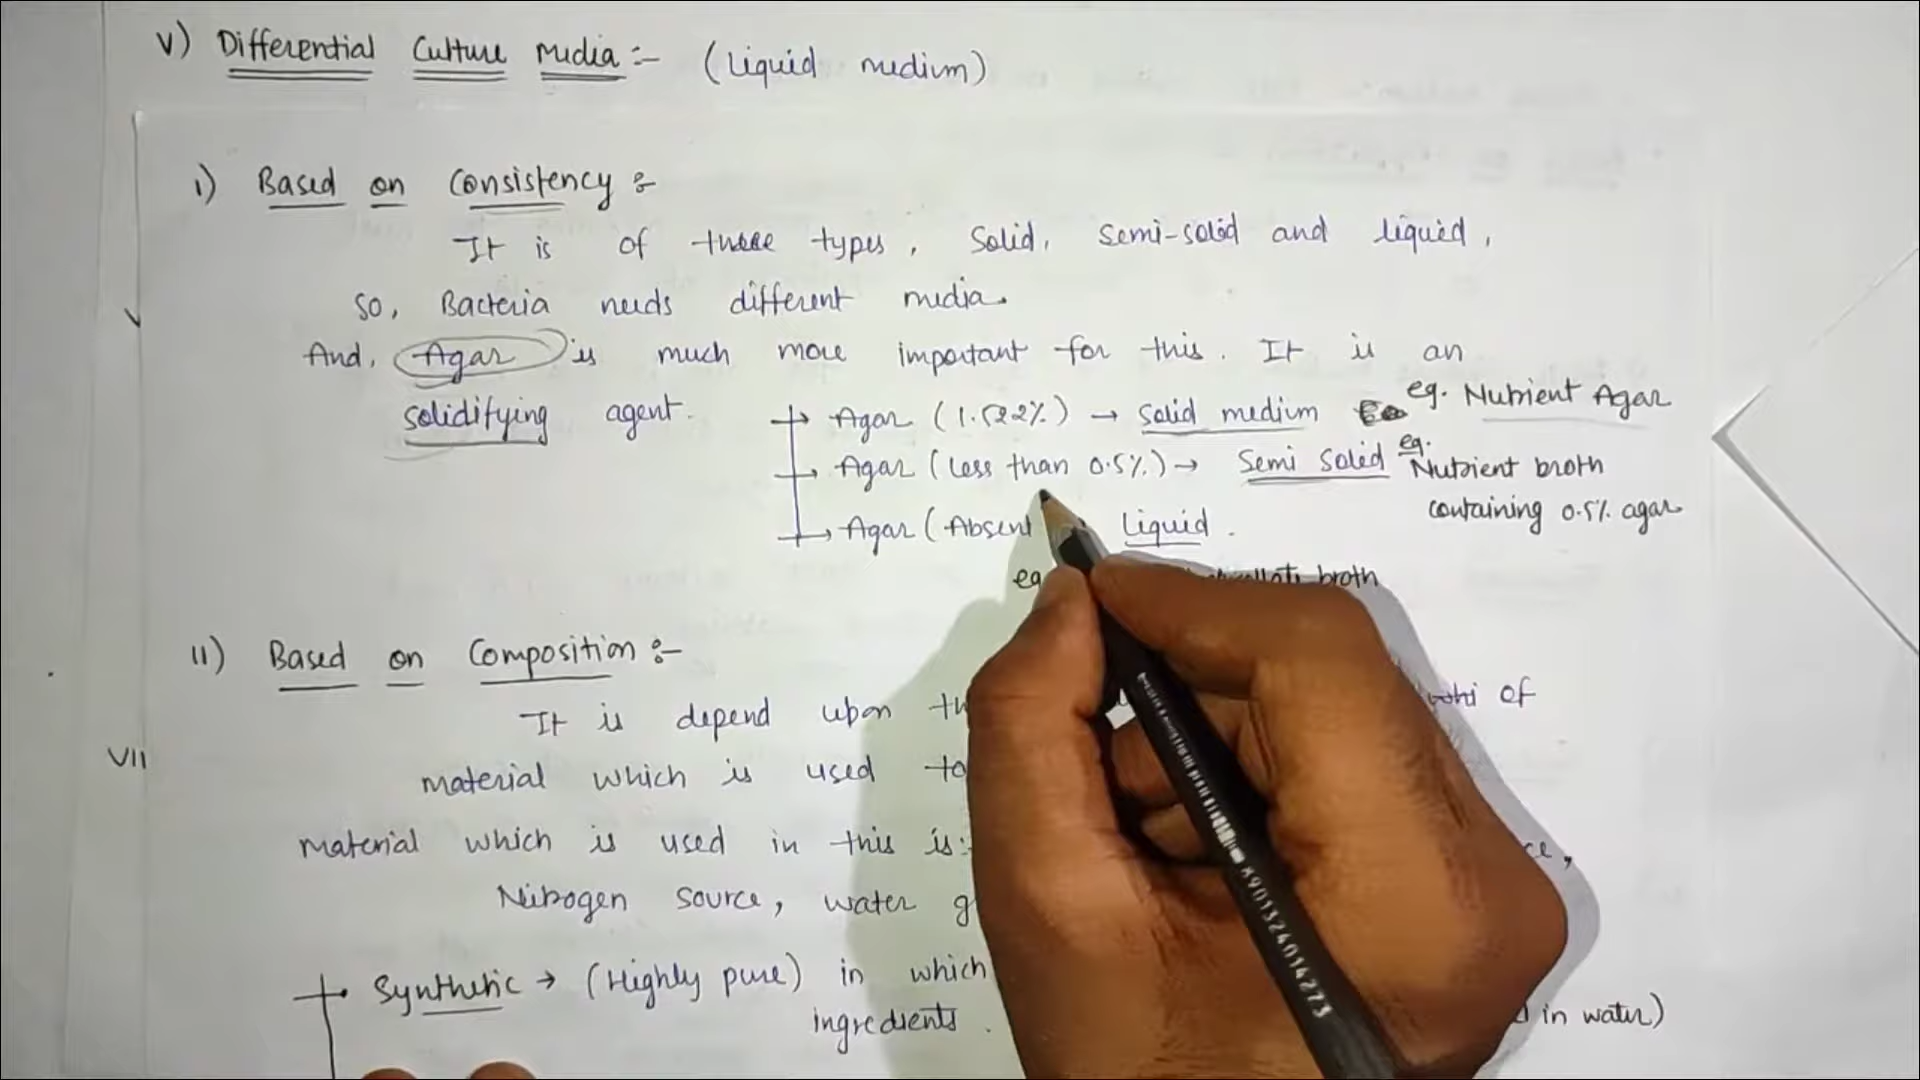 v) Differential Culture Media :- (Liquid medium)
i) Based on Consistency :-
It is of three types, Solid, Semi-solid and liquid,
So, Bacteria needs different media.
And, Agar is much more important for this. It is an
solidifying agent.
→ Agar ( ) → Solid medium eg. Nutrient Agar
→ Agar (less than 0.5%) → Semi Solid eg. Nutrient broth
containing 0.5% agar
→ Agar (Absent Liquid.
eg broth
II) Based on Composition :-
It is depend upon of
material which is used to
VII
material which is used in this is:
Nitrogen source, water
→ Synthetic → (Highly pure) in which
ingredients. in water)
8901324014273